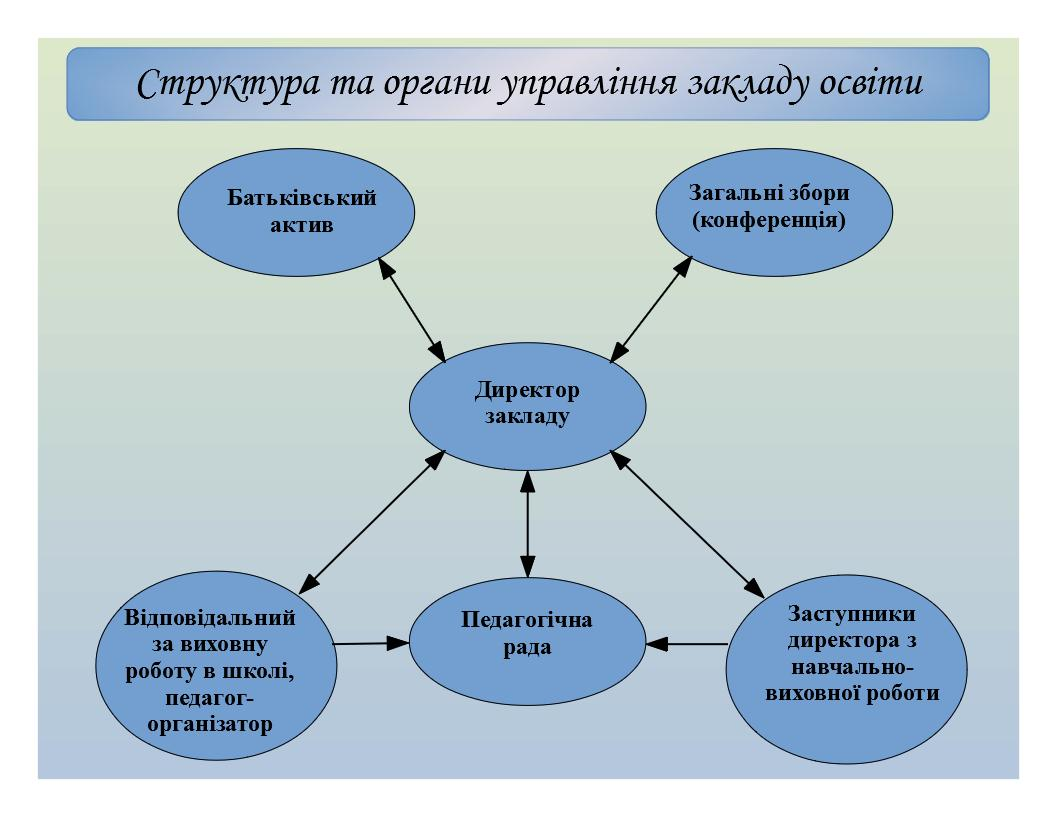 Структура та органи управління закладу освіти
Батьківський
актив
Загальні збори
(конференція)
Директор
закладу
Відповідальний
за виховну
роботу в школі,
педагог-
організатор
Педагогічна
рада
Заступники
директора з
навчально-
виховної роботи